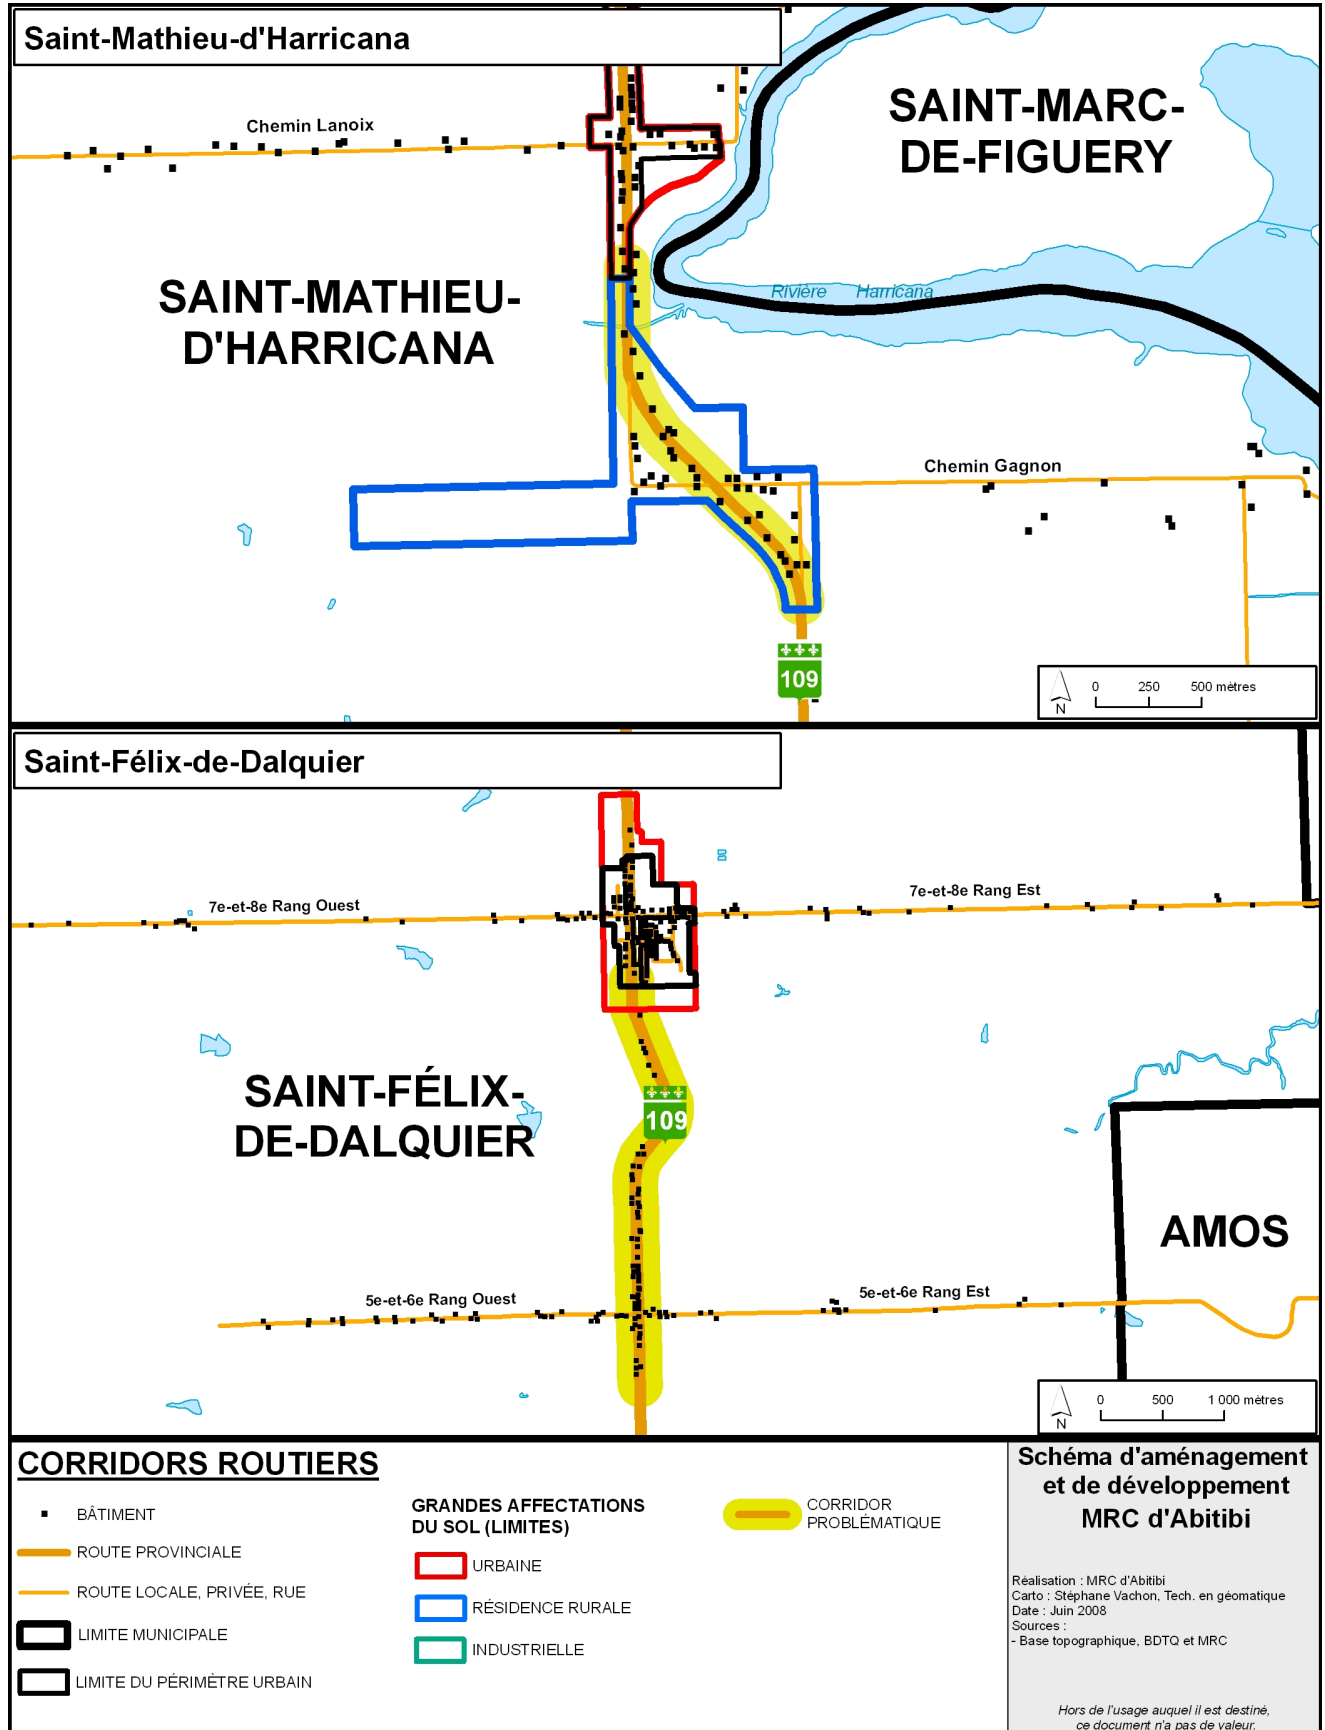 Saint-Mathieu-d'Harricana
Chemin Lanoix
SAINT-MARC-
DE-FIGUERY
SAINT-MATHIEU-
D'HARRICANA
Rivière Harricana
Chemin Gagnon
109
0 250 500 mètres
N
Saint-Félix-de-Dalquier
7e-et-8e Rang Ouest
7e-et-8e Rang Est
SAINT-FÉLIX-
DE-DALQUIER
109
AMOS
5e-et-6e Rang Ouest
5e-et-6e Rang Est
0 500 1 000 mètres
N
CORRIDORS ROUTIERS
BÂTIMENT
ROUTE PROVINCIALE
ROUTE LOCALE, PRIVÉE, RUE
LIMITE MUNICIPALE
LIMITE DU PÉRIMÈTRE URBAIN
GRANDES AFFECTATIONS
DU SOL (LIMITES)
URBAINE
RÉSIDENCE RURALE
INDUSTRIELLE
CORRIDOR
PROBLÉMATIQUE
Schéma d'aménagement
et de développement
MRC d'Abitibi
Réalisation : MRC d'Abitibi
Carto : Stéphane Vachon, Tech. en géomatique
Date : Juin 2008
Sources :
- Base topographique, BDTQ et MRC
Hors de l'usage auquel il est destiné,
ce document n'a pas de valeur.